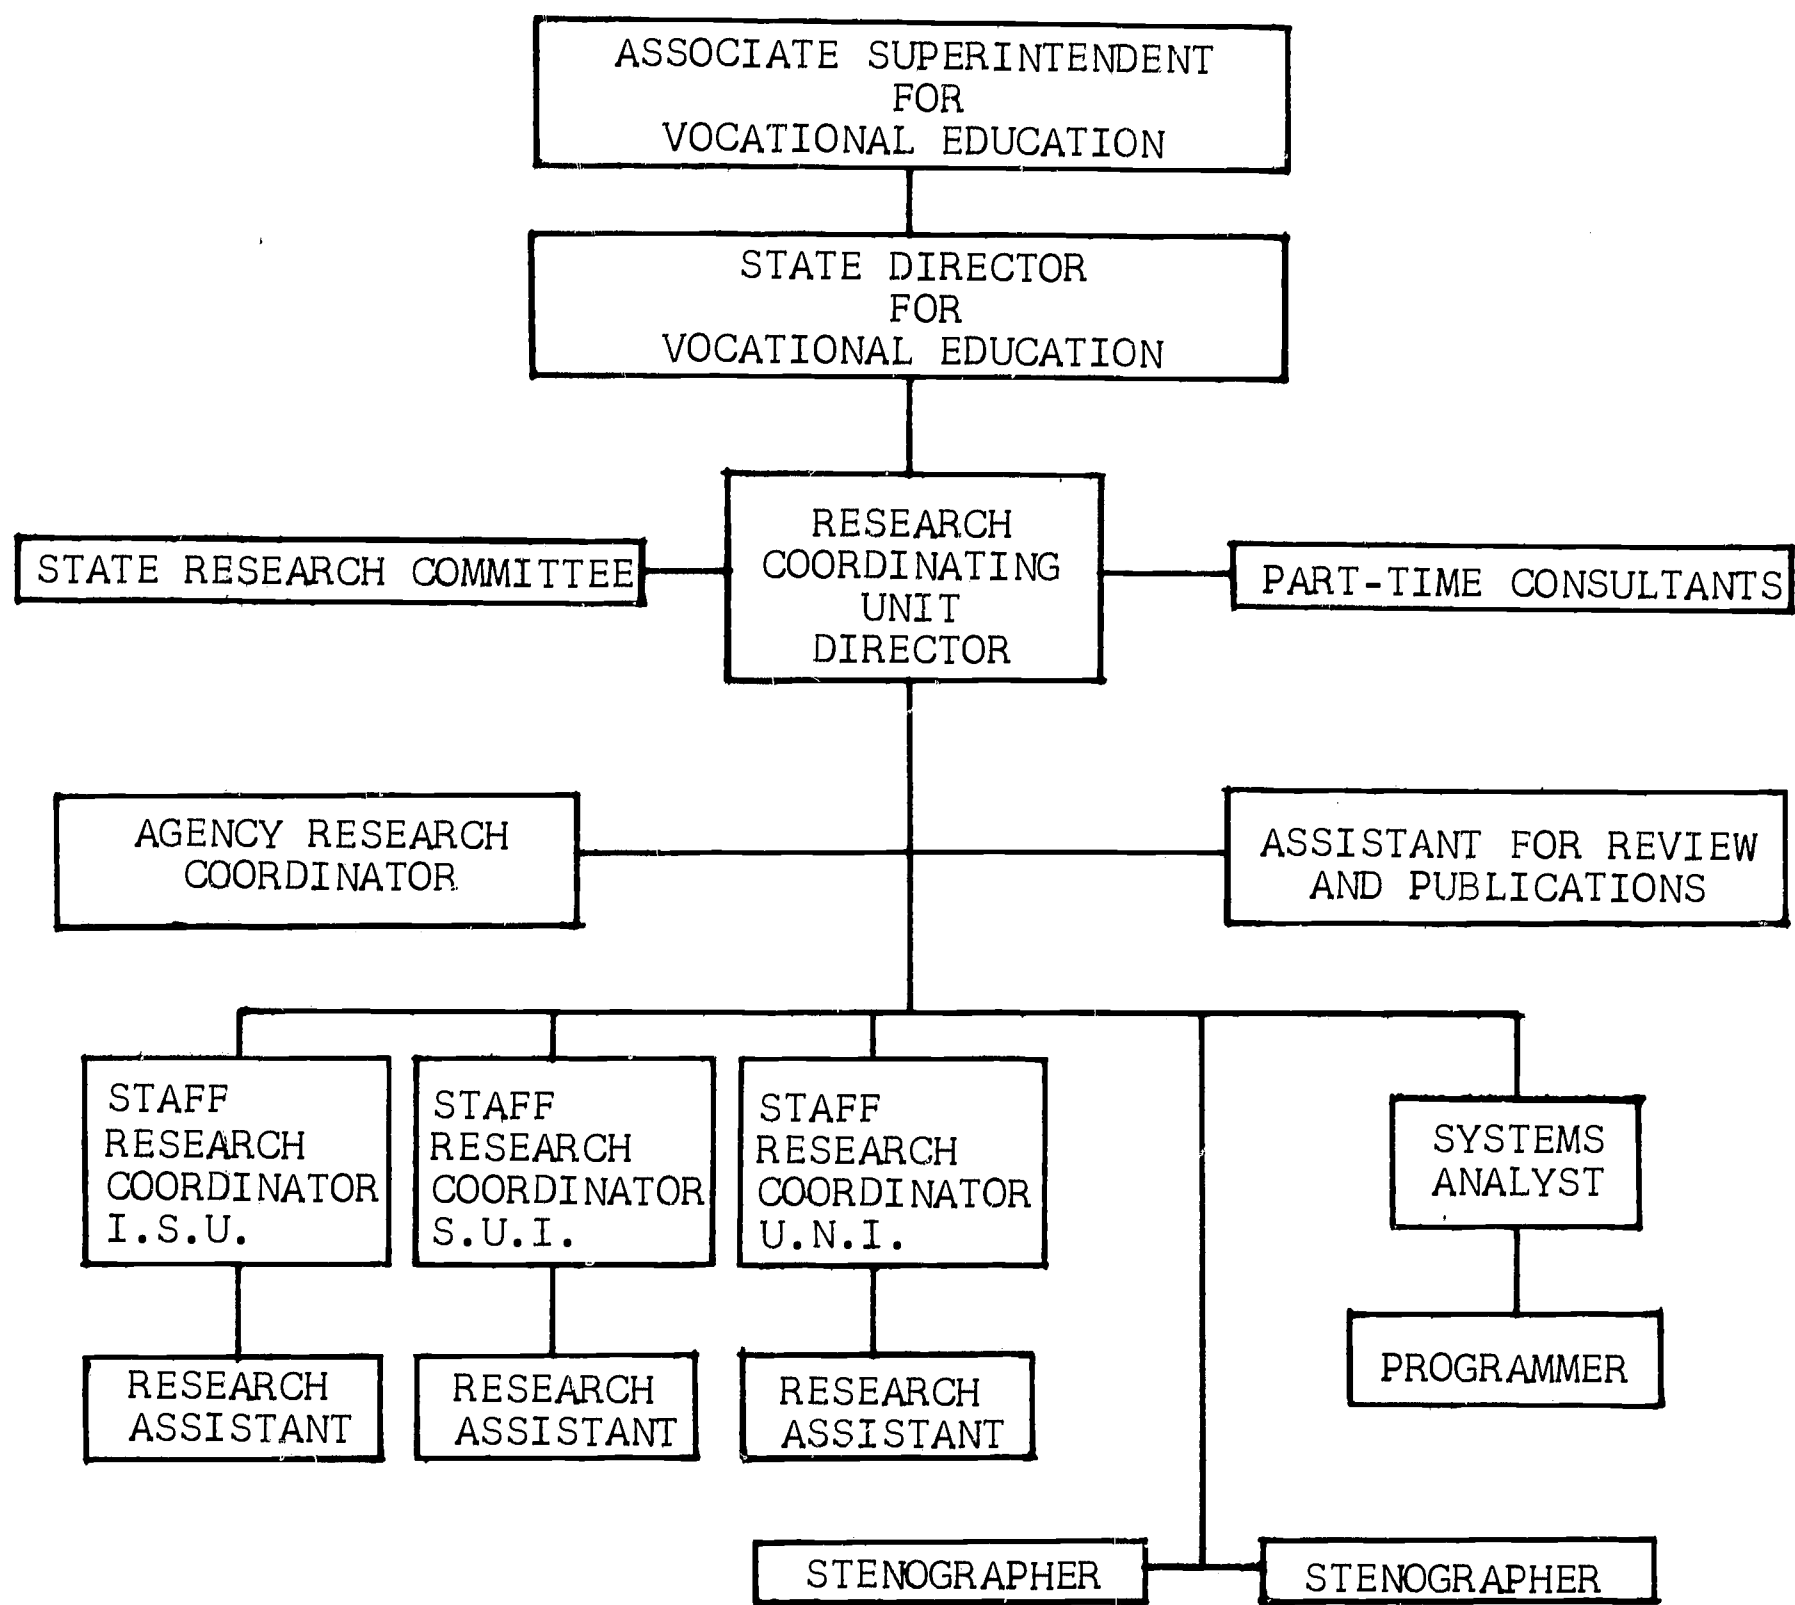 ASSOCIATE SUPERINTENDENT
FOR
VOCATIONAL EDUCATION
STATE DIRECTOR
FOR
VOCATIONAL EDUCATION
STATE RESEARCH COMMITTEE
RESEARCH
COORDINATING
UNIT
DIRECTOR
PART-TIME CONSULTANTS
AGENCY RESEARCH
COORDINATOR
ASSISTANT FOR REVIEW
AND PUBLICATIONS
STAFF
RESEARCH
COORDINATOR
I.S.U.
STAFF
RESEARCH
COORDINATOR
S.U.I.
STAFF
RESEARCH
COORDINATOR
U.N.I.
SYSTEMS
ANALYST
RESEARCH
ASSISTANT
RESEARCH
ASSISTANT
RESEARCH
ASSISTANT
PROGRAMMER
STENOGRAPHER
STENOGRAPHER